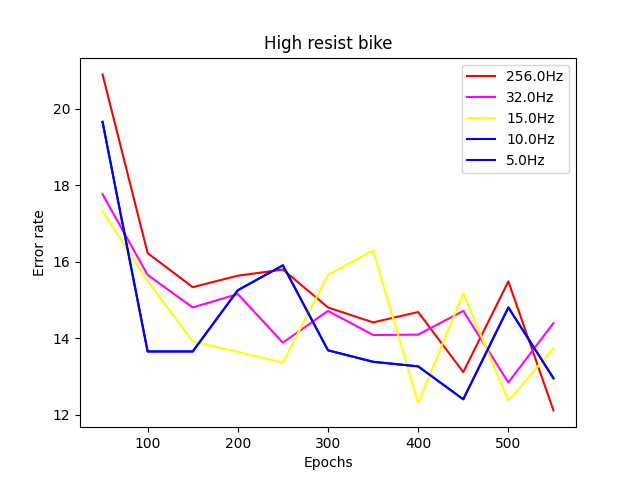 High resist bike
256.0Hz
32.0Hz
15.0Hz
10.0Hz
5.0Hz
Error rate
20
18
16
14
12
100 200 300 400 500
Epochs